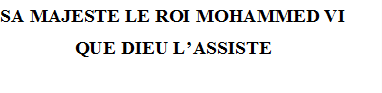 SA MAJESTE LE ROI MOHAMMED VI
QUE DIEU L’ASSISTE